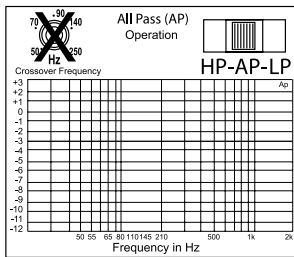 .90
70 140
50 250
Hz
Crossover Frequency
All Pass (AP)
Operation
HP-AP-LP
Ap
+3
+2
+1
0
-1
-2
-3
-4
-5
-6
-7
-8
-9
-10
-11
-12
50 55 65 80 110 145 210 500 1k 2k
Frequency in Hz